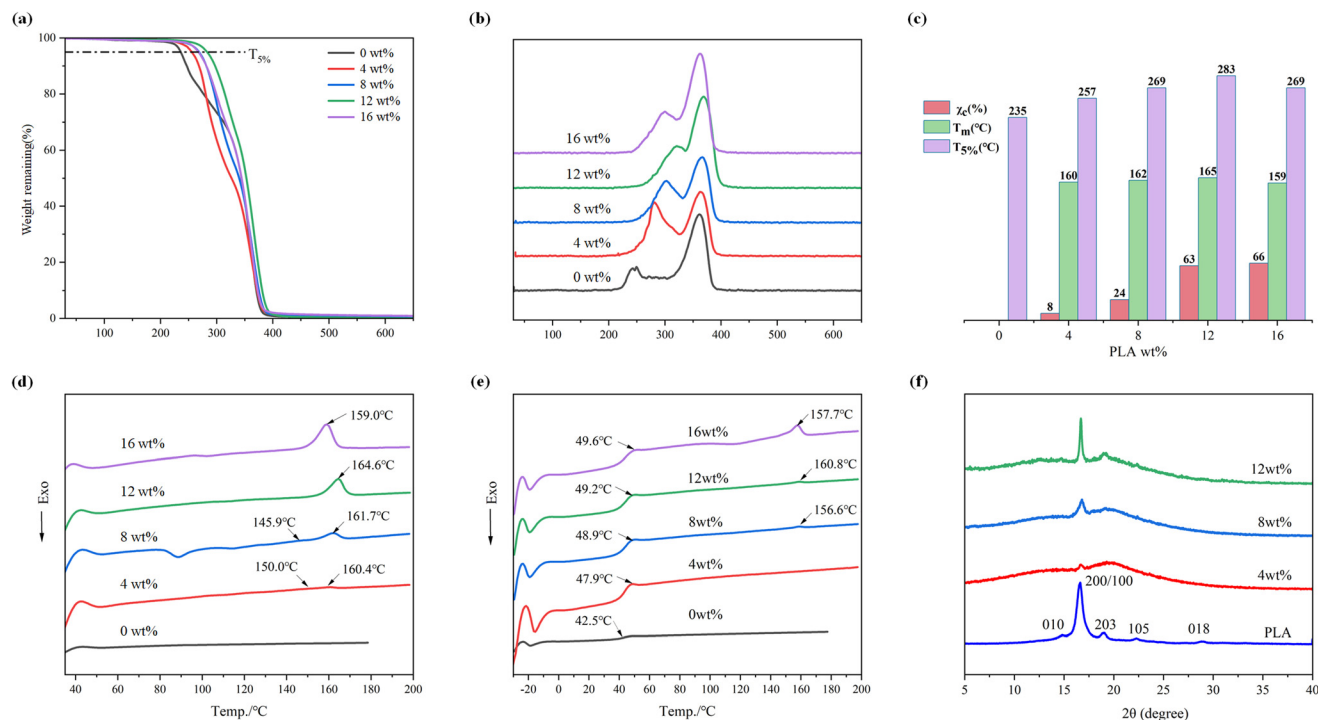 (a)
100
80
60
40
20
0
Weight remaining(%)
T5%
0 wt%
4 wt%
8 wt%
12 wt%
16 wt%
100 200 300 400 500 600
(b)
16 wt%
12 wt%
8 wt%
4 wt%
0 wt%
100 200 300 400 500 600
(c)
χc(%)
Tm(℃)
T5%(℃)
235
8
160
257
24
162
269
63
165
283
66
159
269
0 4 8 12 16
PLA wt%
(d)
Exo
16 wt%
159.0℃
12 wt%
164.6℃
8 wt%
145.9℃
161.7℃
4 wt%
150.0℃
160.4℃
0 wt%
40 60 80 100 120 140 160 180 200
Temp./℃
(e)
Exo
16wt%
49.6℃
157.7℃
12wt%
49.2℃
160.8℃
8wt%
48.9℃
156.6℃
4wt%
47.9℃
0wt%
42.5℃
-20 0 20 40 60 80 100 120 140 160 180 200
Temp./℃
(f)
12wt%
8wt%
4wt%
200/100
010
203
105
018
PLA
5 10 15 20 25 30 35 40
2θ (degree)